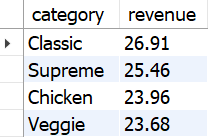 category revenue
Classic 26.91
Supreme 25.46
Chicken 23.96
Veggie 23.68